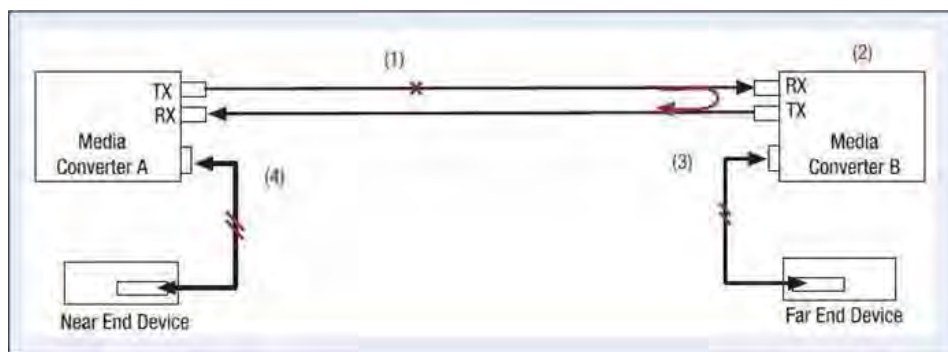 (1)
(2)
TX
RX
Media
Converter A
RX
TX
Media
Converter B
(4)
(3)
Near End Device
Far End Device